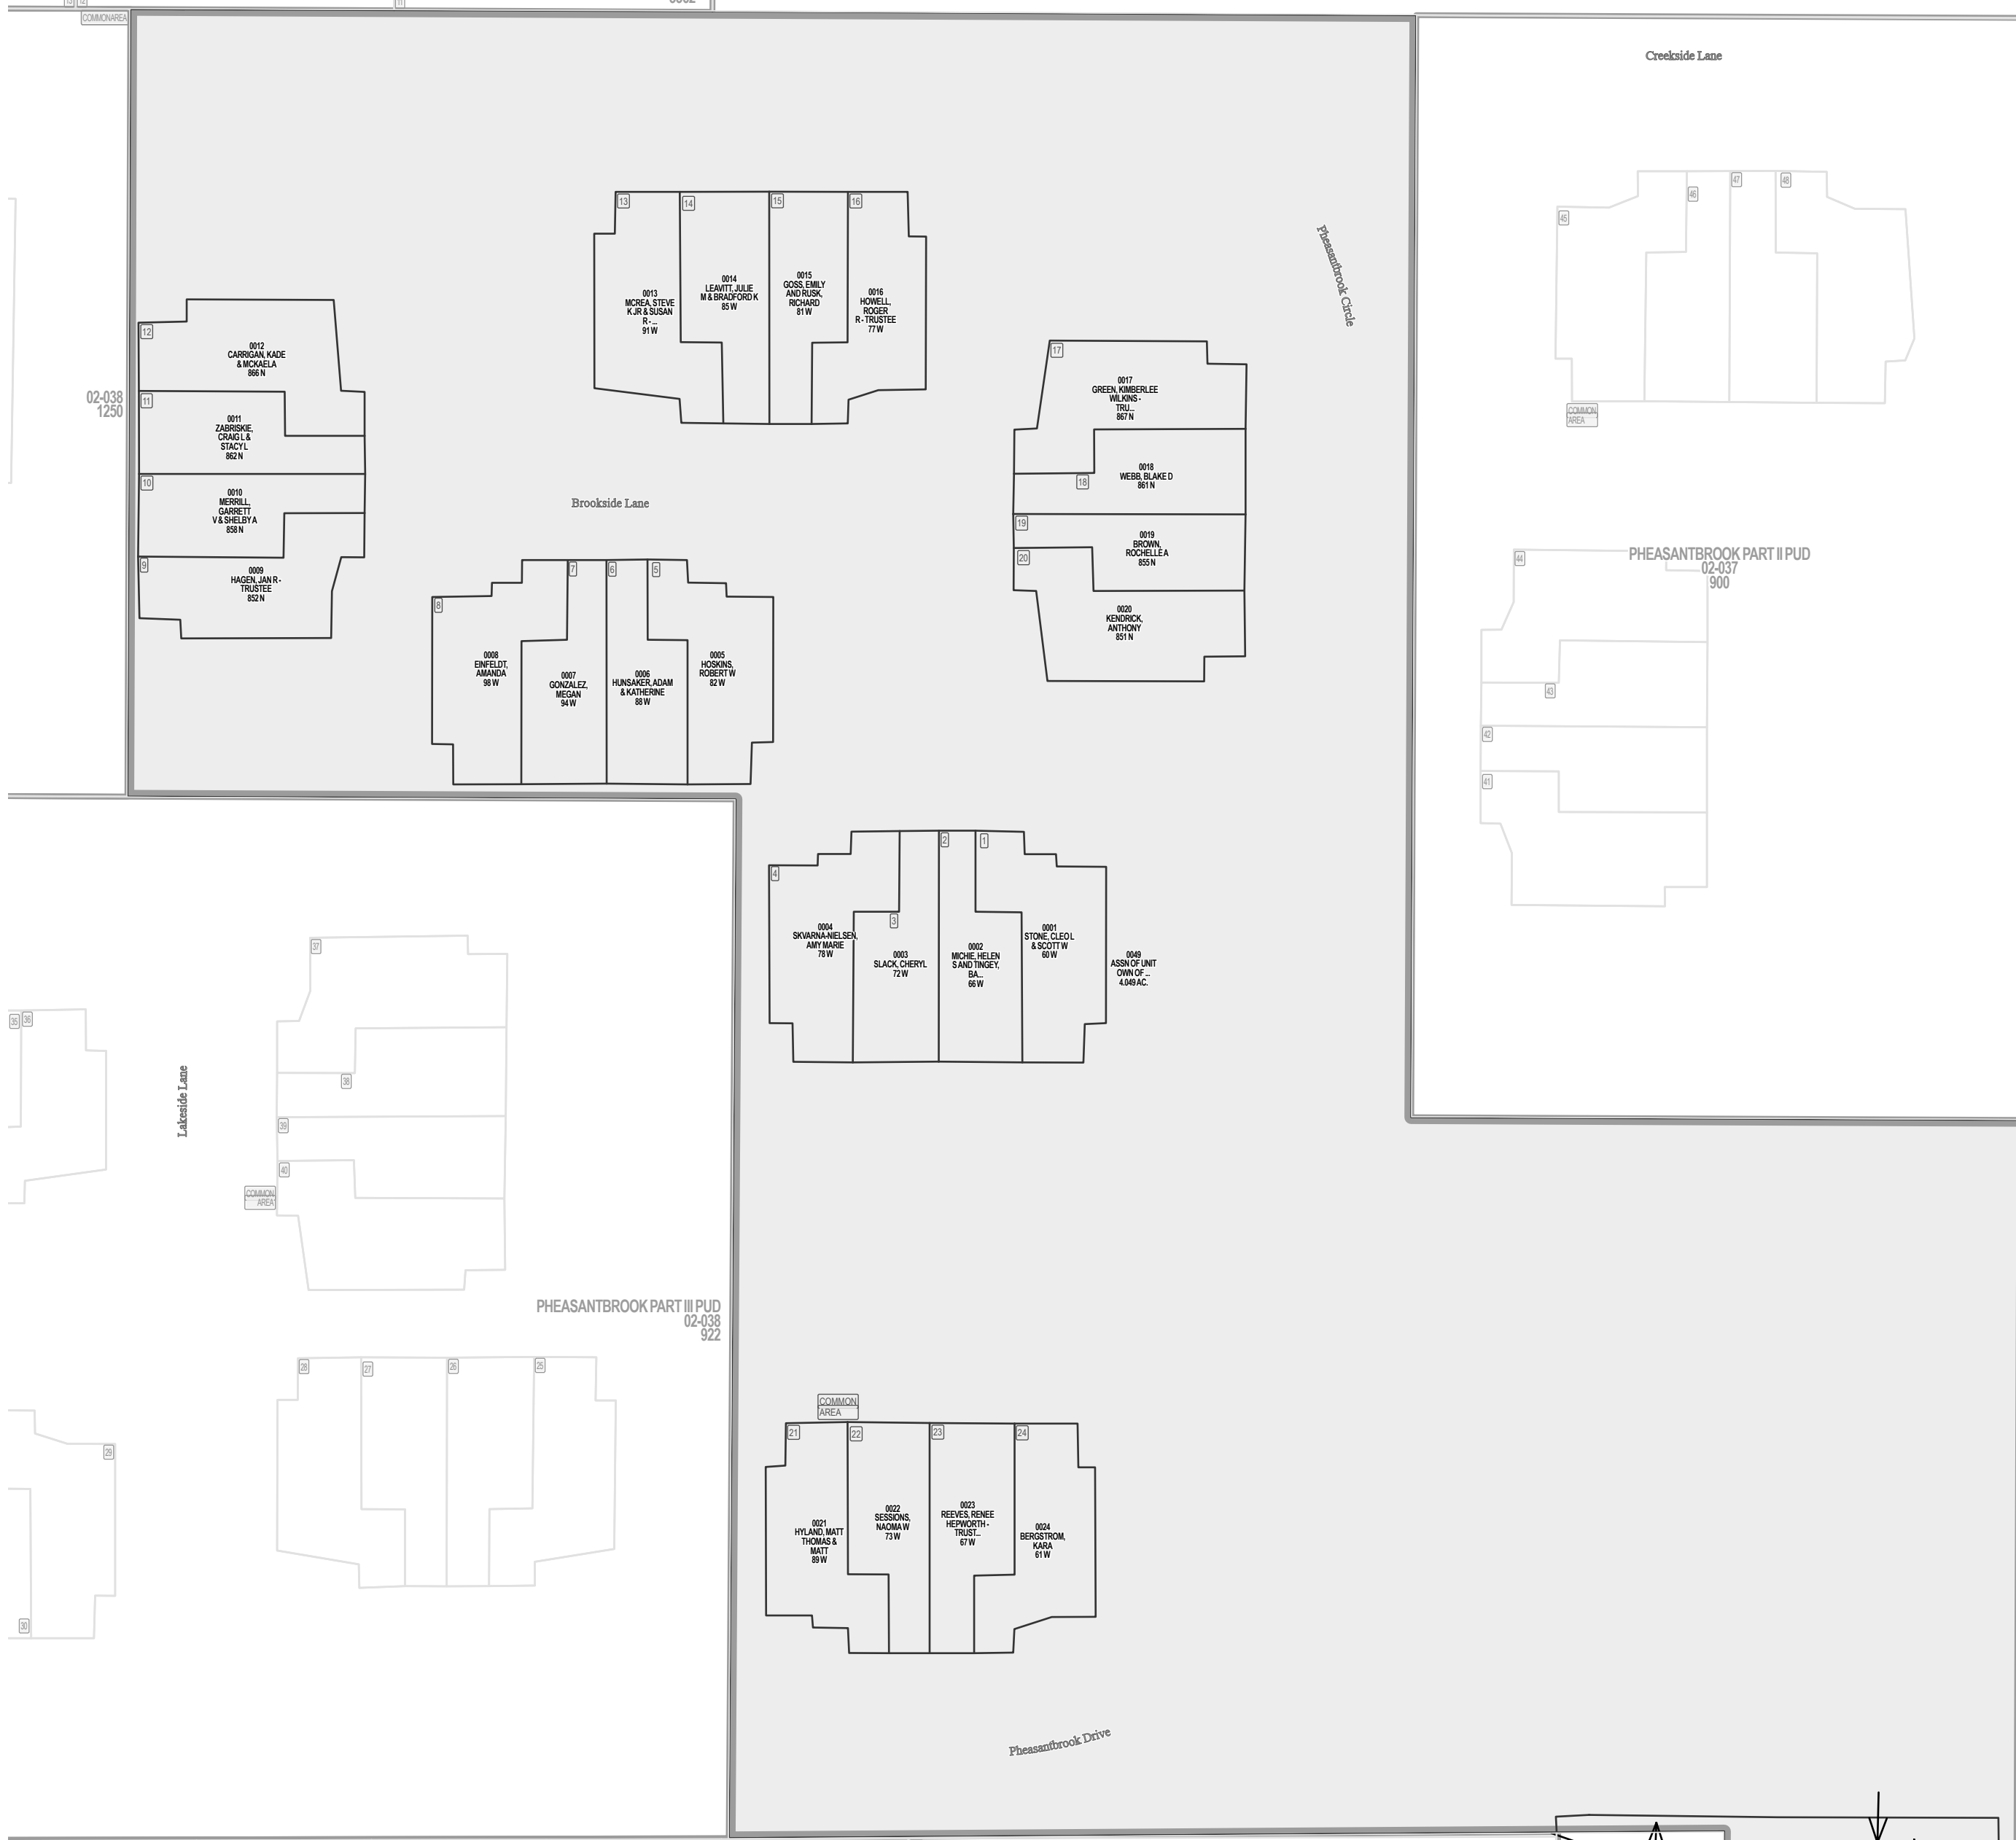 COMMONAREA
Creekside Lane
Pheasantbrook Circle
13
14
15
16
0013
MCREA, STEVE
K JR & SUSAN
R - ...
91 W
0014
LEAVITT, JULIE
M & BRADFORD K
85 W
0015
GOSS, EMILY
AND RUSK,
RICHARD
81 W
0016
HOWELL,
ROGER
R - TRUSTEE
77 W
45
46
47
48
COMMON
AREA
12
0012
CARRIGAN, KADE
& MCKAELA
866 N
11
0011
ZABRISKIE,
CRAIG L &
STACY L
862 N
10
0010
MERRILL,
GARRETT
V & SHELBY A
858 N
9
0009
HAGEN, JAN R -
TRUSTEE
852 N
02-038
1250
17
0017
GREEN, KIMBERLEE
WILKINS -
TRU...
867 N
0018
WEBB, BLAKE D
861 N
18
19
0019
BROWN,
ROCHELLE A
855 N
20
0020
KENDRICK,
ANTHONY
851 N
Brookside Lane
PHEASANTBROOK PART II PUD
02-037
900
44
43
42
41
8
7
6
5
0008
EINFELDT,
AMANDA
98 W
0007
GONZALEZ,
MEGAN
94 W
0006
HUNSAKER, ADAM
& KATHERINE
88 W
0005
HOSKINS,
ROBERT W
82 W
4
3
2
1
0004
SKVARNA-NIELSEN,
AMY MARIE
78 W
0003
SLACK, CHERYL
72 W
0002
MICHIE, HELEN
S AND TINGEY,
BA...
66 W
0001
STONE, CLEO L
& SCOTT W
60 W
0049
ASSN OF UNIT
OWN OF ...
4.049 AC.
37
38
39
40
35
36
Lakeside Lane
COMMON
AREA
PHEASANTBROOK PART III PUD
02-038
922
28
27
26
25
29
30
COMMON
AREA
21
22
23
24
0021
HYLAND, MATT
THOMAS &
MATT
89 W
0022
SESSIONS,
NAOMA W
73 W
0023
REEVES, RENEE
HEPWORTH -
TRUST...
67 W
0024
BERGSTROM,
KARA
61 W
Pheasantbrook Drive